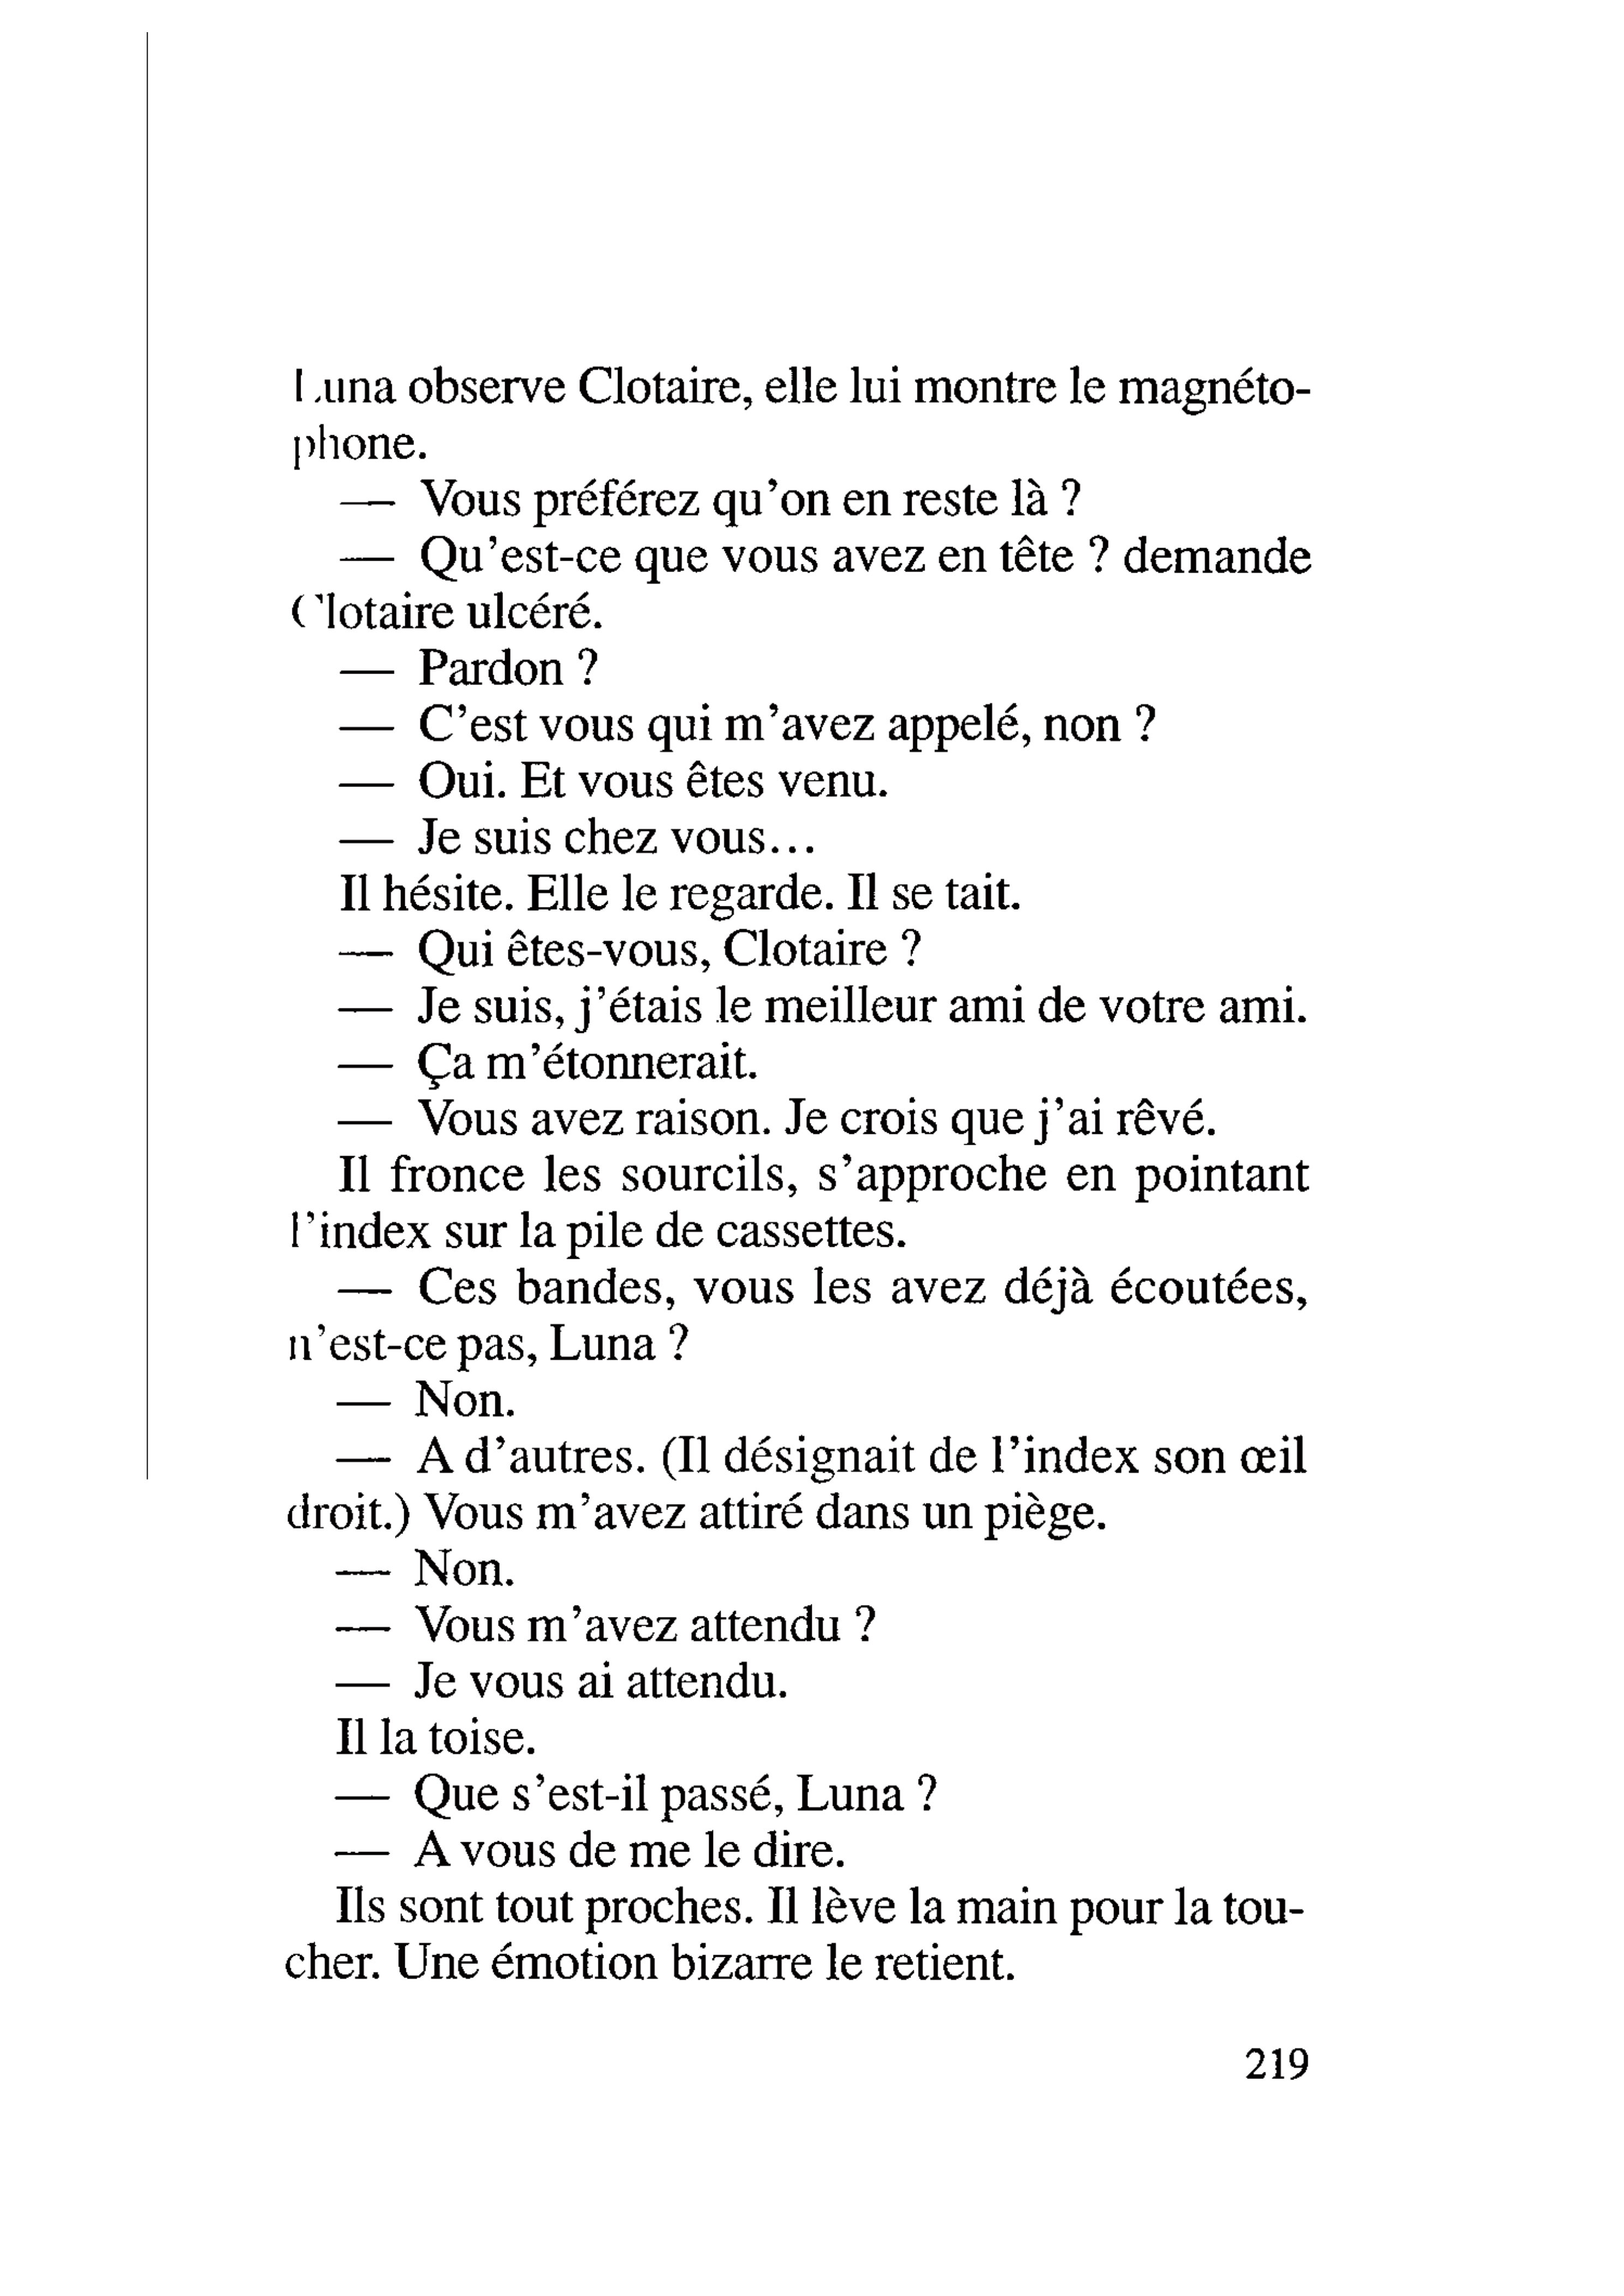 Luna observe Clotaire, elle lui montre le magnéto-
phone.
— Vous préférez qu'on en reste là ?
— Qu'est-ce que vous avez en tête ? demande
Clotaire ulcéré.
— Pardon ?
— C'est vous qui m'avez appelé, non ?
— Oui. Et vous êtes venu.
— Je suis chez vous...
Il hésite. Elle le regarde. Il se tait.
— Qui êtes-vous, Clotaire ?
— Je suis, j'étais le meilleur ami de votre ami.
— Ça m'étonnerait.
— Vous avez raison. Je crois que j'ai rêvé.
Il fronce les sourcils, s'approche en pointant
l'index sur la pile de cassettes.
— Ces bandes, vous les avez déjà écoutées,
n'est-ce pas, Luna ?
— Non.
— A d'autres. (Il désignait de l'index son œil
droit.) Vous m'avez attiré dans un piège.
— Non.
— Vous m'avez attendu ?
— Je vous ai attendu.
Il la toise.
— Que s'est-il passé, Luna ?
— A vous de me le dire.
Ils sont tout proches. Il lève la main pour la tou-
cher. Une émotion bizarre le retient.
219